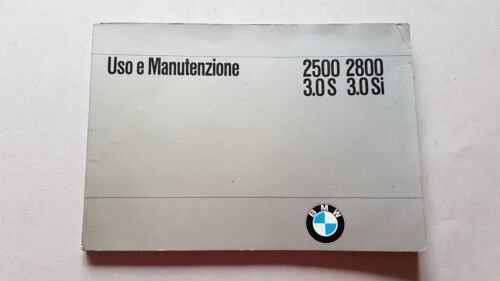 Uso e Manutenzione
2500 2800
3.0 S 3.0 Si
BMW